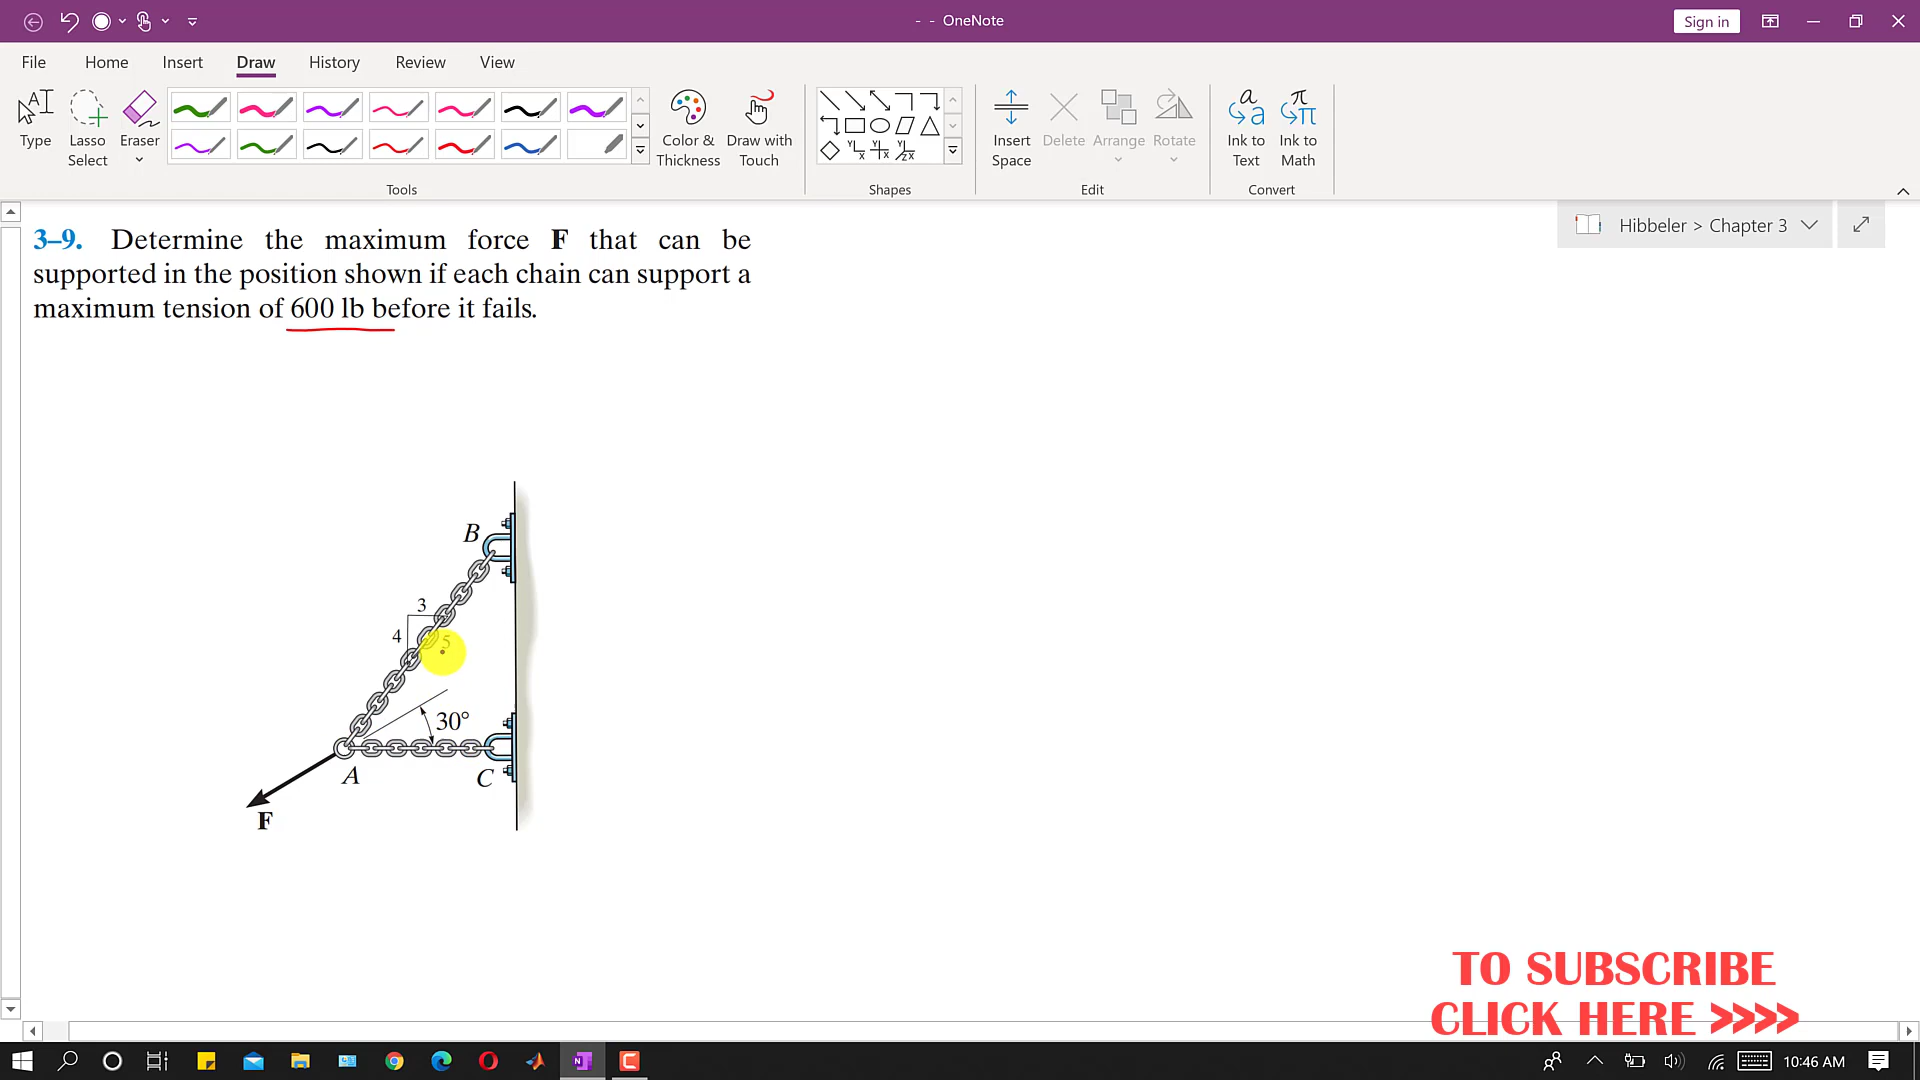 - - OneNote
Sign in
File Home Insert Draw History Review View
Type
Lasso Select
Eraser
Color & Thickness
Draw with Touch
Insert Space
Delete
Arrange
Rotate
Ink to Text
Ink to Math
Tools
Shapes
Edit
Convert
Hibbeler > Chapter 3
3–9. Determine the maximum force F that can be
supported in the position shown if each chain can support a
maximum tension of 600 lb before it fails.
B
3
4
5
30°
A
C
F
TO SUBSCRIBE
CLICK HERE >>>>
10:46 AM